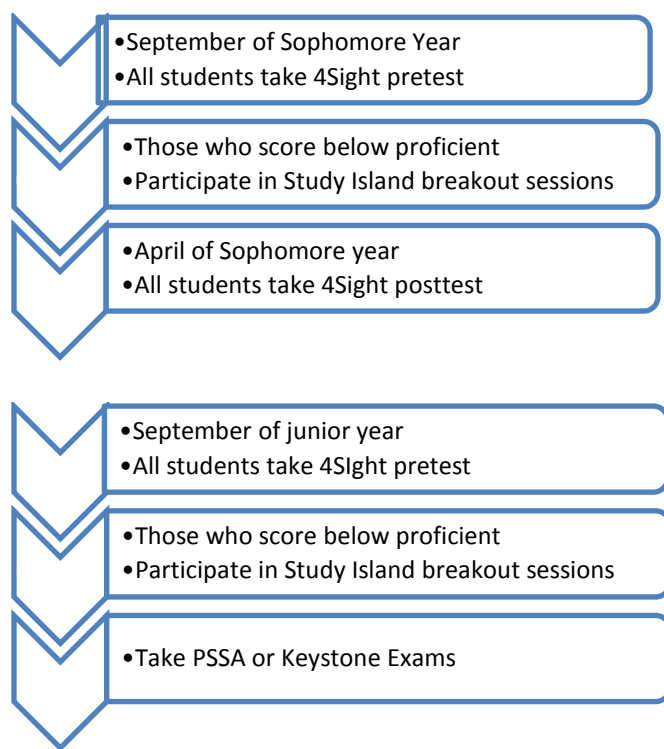 •September of Sophomore Year
•All students take 4Sight pretest
•Those who score below proficient
•Participate in Study Island breakout sessions
•April of Sophomore year
•All students take 4Sight posttest
•September of junior year
•All students take 4SIght pretest
•Those who score below proficient
•Participate in Study Island breakout sessions
•Take PSSA or Keystone Exams